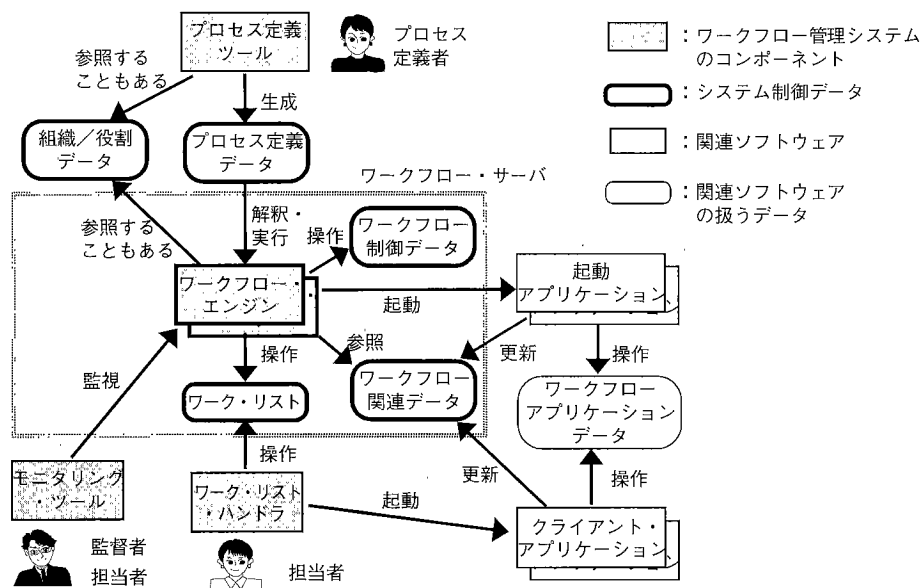 プロセス定義
ツール
プロセス
定義者
：ワークフロー管理システム
のコンポーネント
：システム制御データ
：関連ソフトウェア
：関連ソフトウェア
の扱うデータ
参照する
こともある
生成
組織／役割
データ
プロセス定義
データ
ワークフロー・サーバ
参照する
こともある
解釈・
実行
操作
ワークフロー
制御データ
ワークフロー・
エンジン
起動
起動
アプリケーション
参照
更新
操作
操作
監視
ワーク・リスト
ワークフロー
関連データ
ワークフロー
アプリケーション
データ
操作
更新
操作
モニタリング
・ツール
ワーク・リスト
・ハンドラ
起動
クライアント・
アプリケーション
監督者
担当者
担当者